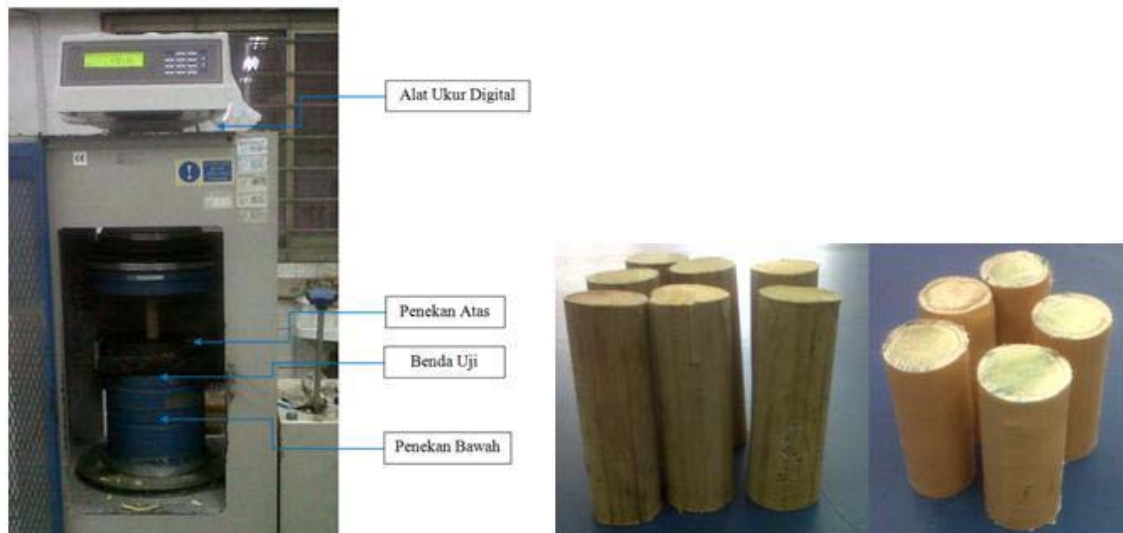 Alat Ukur Digital
Penekan Atas
Benda Uji
Penekan Bawah